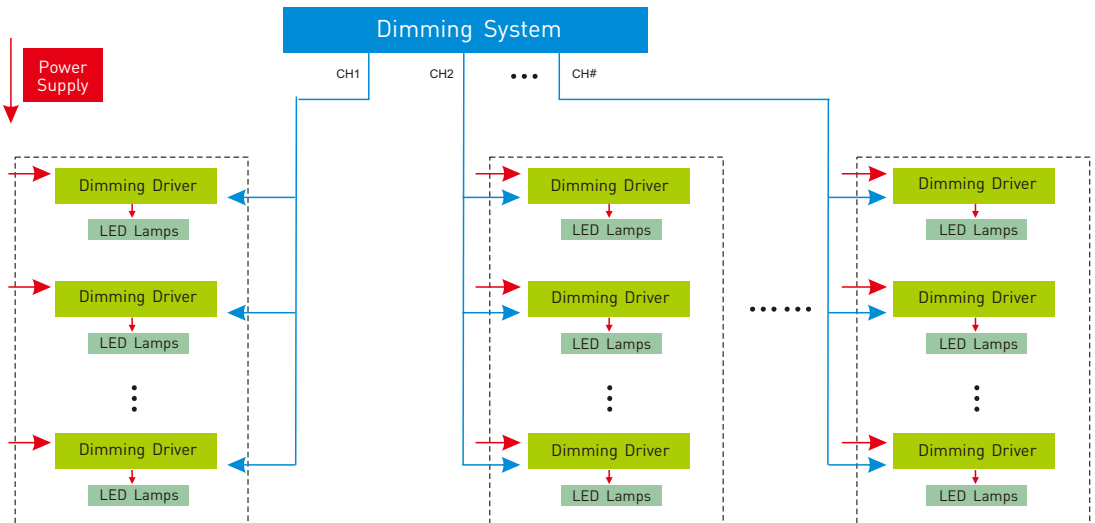 Dimming System
Power
Supply
CH1
CH2
•••
CH#
Dimming Driver
Dimming Driver
Dimming Driver
LED Lamps
LED Lamps
LED Lamps
Dimming Driver
Dimming Driver
••••••
Dimming Driver
LED Lamps
LED Lamps
LED Lamps
Dimming Driver
Dimming Driver
Dimming Driver
LED Lamps
LED Lamps
LED Lamps